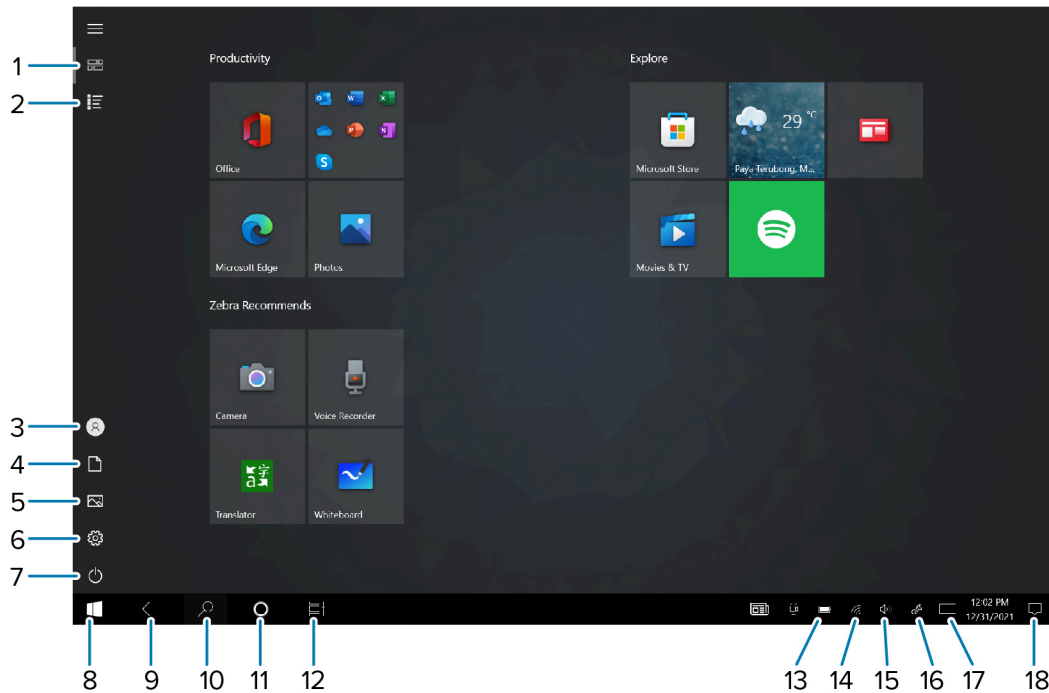 Productivity
Explore
1
2
Office
Microsoft Store
29 °C
Paya Terubong, M...
Microsoft Edge
Photos
Movies & TV
Zebra Recommends
Camera
Voice Recorder
3
4
字
a
Translator
Whiteboard
5
6
7
12:02 PM
12/31/2021
8
9
10
11
12
13
14
15
16
17
18